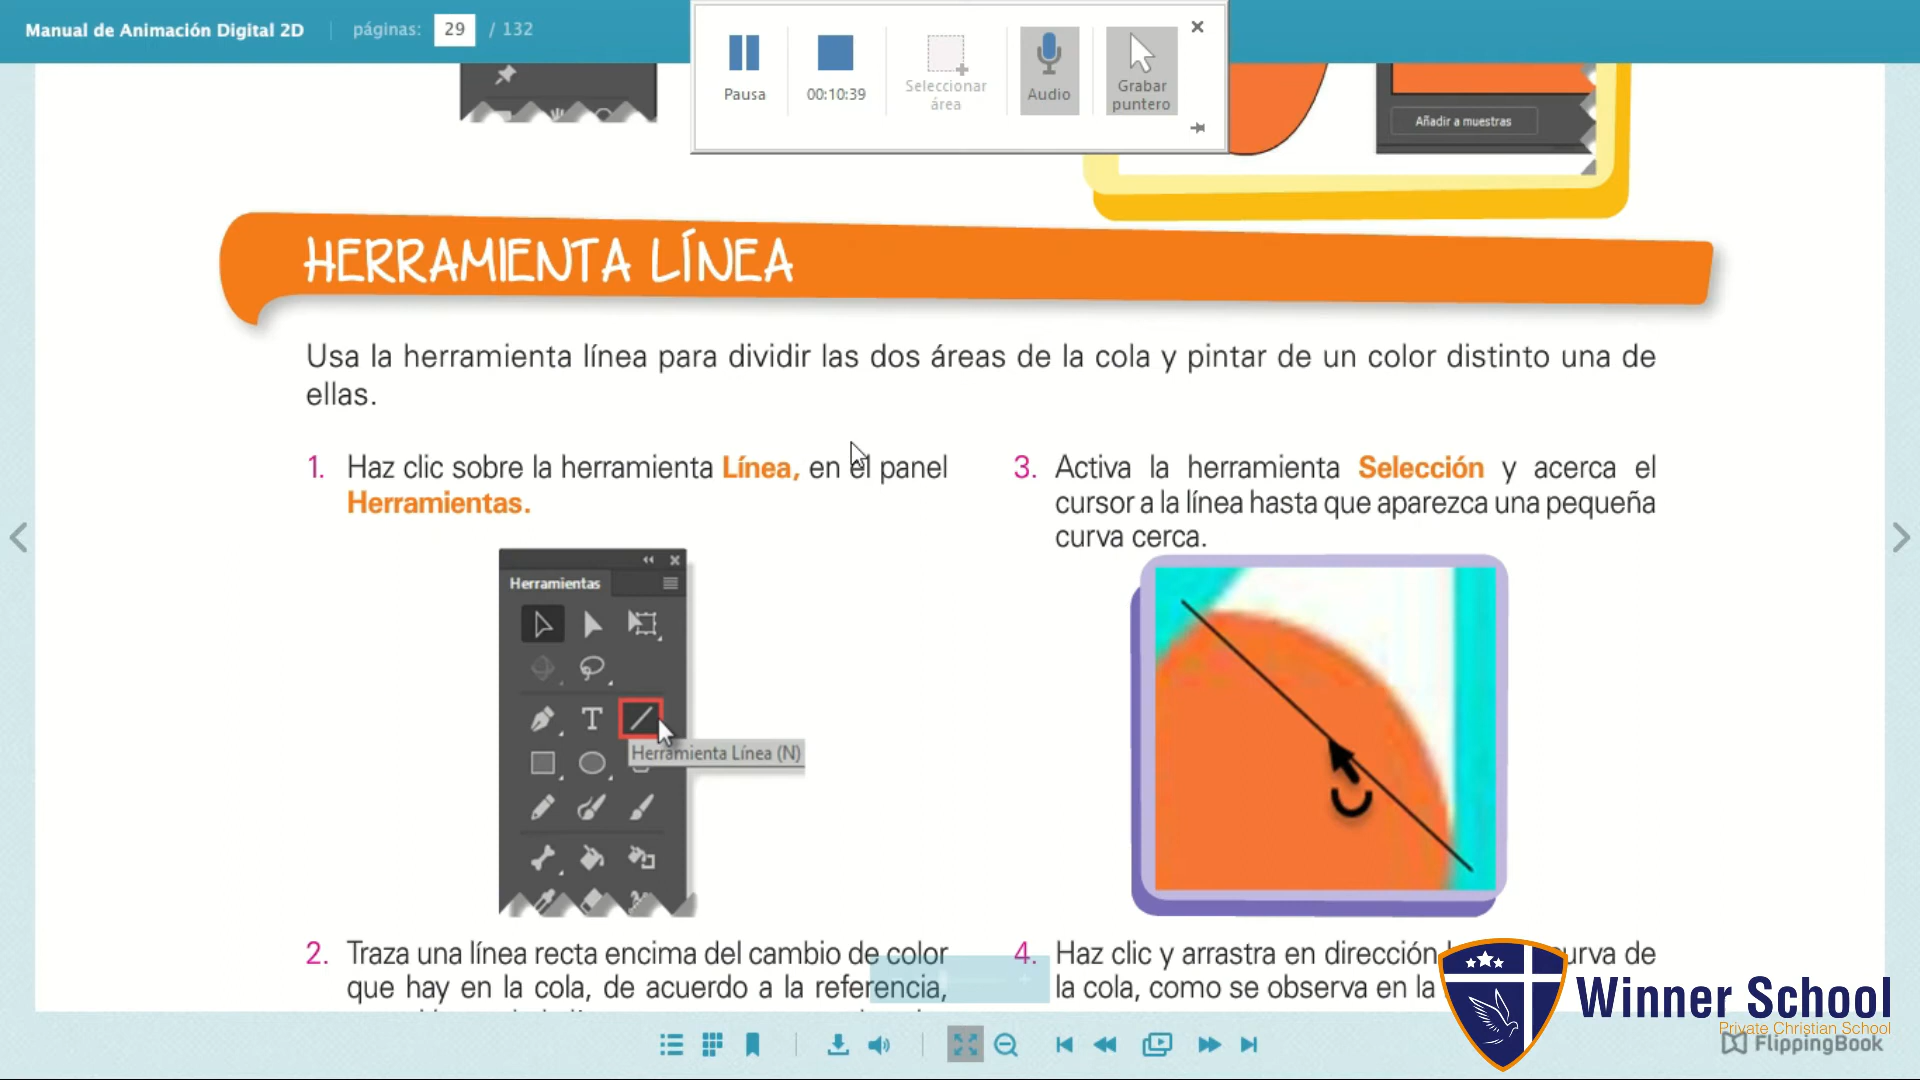 Manual de Animación Digital 2D
páginas: 29 / 132
Pausa
00:10:39
Seleccionar área
Audio
Grabar puntero
Añadir a muestras
HERRAMIENTA LÍNEA
Usa la herramienta línea para dividir las dos áreas de la cola y pintar de un color distinto una de
ellas.
1. Haz clic sobre la herramienta Línea, en el panel
Herramientas.
Herramientas
T
Herramienta Línea (N)
2. Traza una línea recta encima del cambio de color
que hay en la cola, de acuerdo a la referencia,
3. Activa la herramienta Selección y acerca el
cursor a la línea hasta que aparezca una pequeña
curva cerca.
4. Haz clic y arrastra en dirección curva de
la cola, como se observa en la
Winner School
Private Christian School
FlippingBook